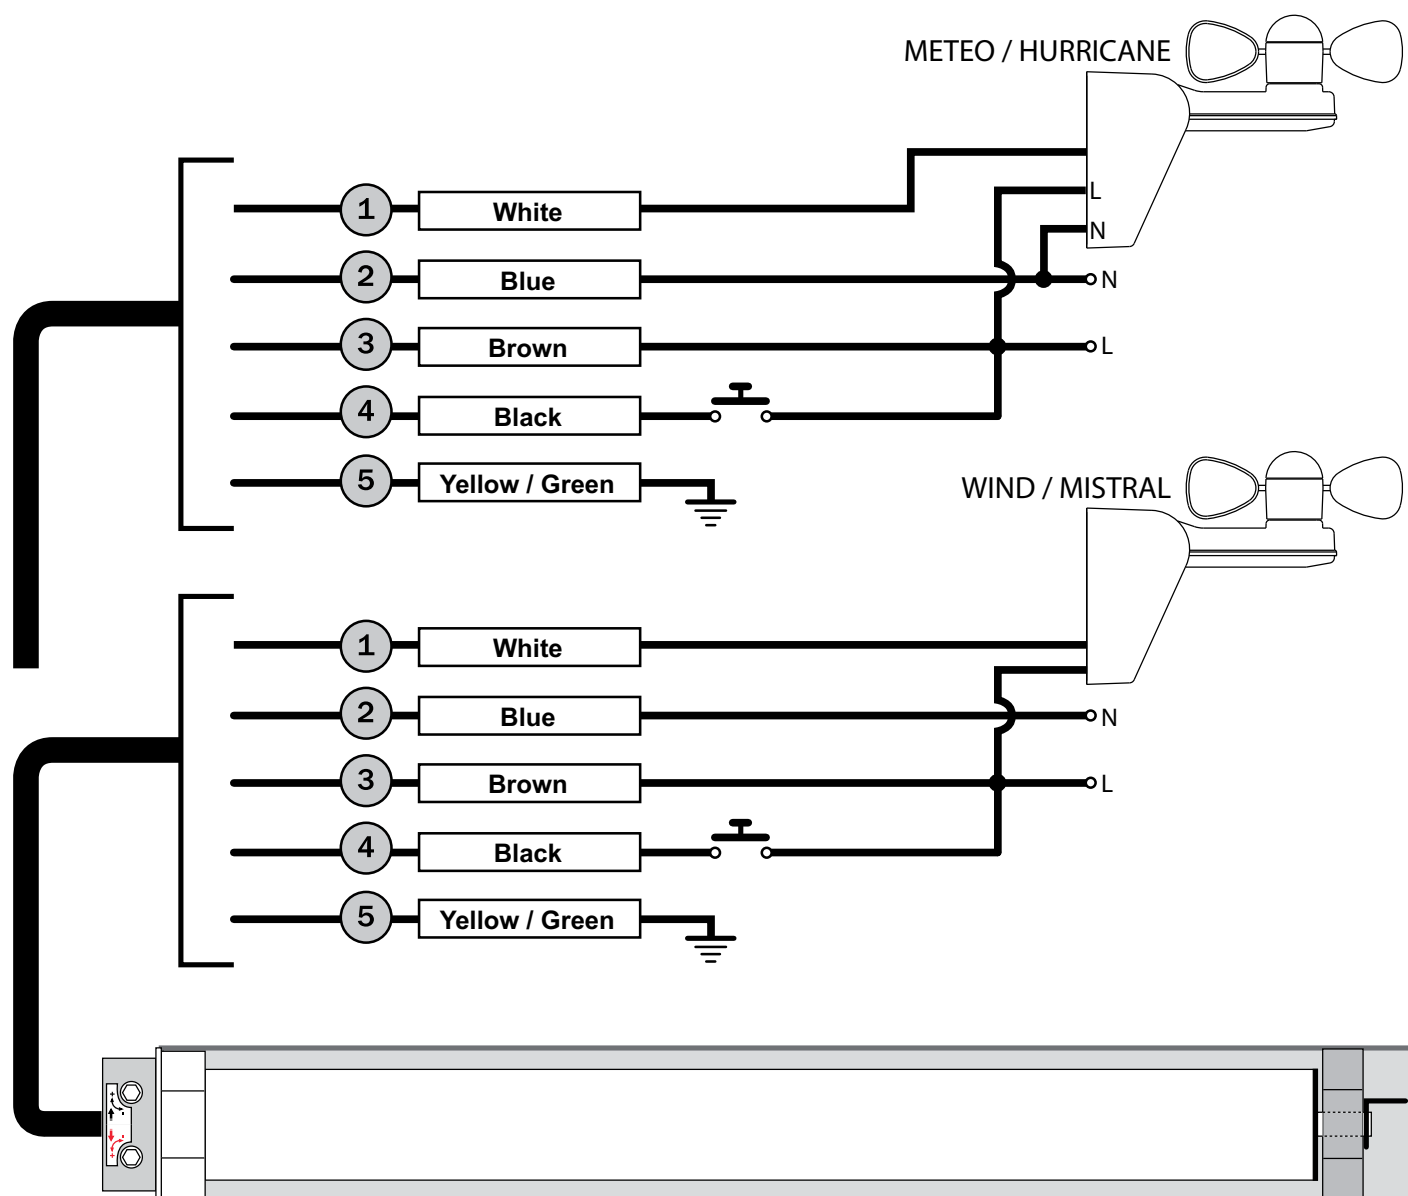 METEO / HURRICANE
L
1 White
N
2 Blue N
3 Brown L
4 Black
5 Yellow / Green
WIND / MISTRAL
1 White
2 Blue N
3 Brown L
4 Black
5 Yellow / Green